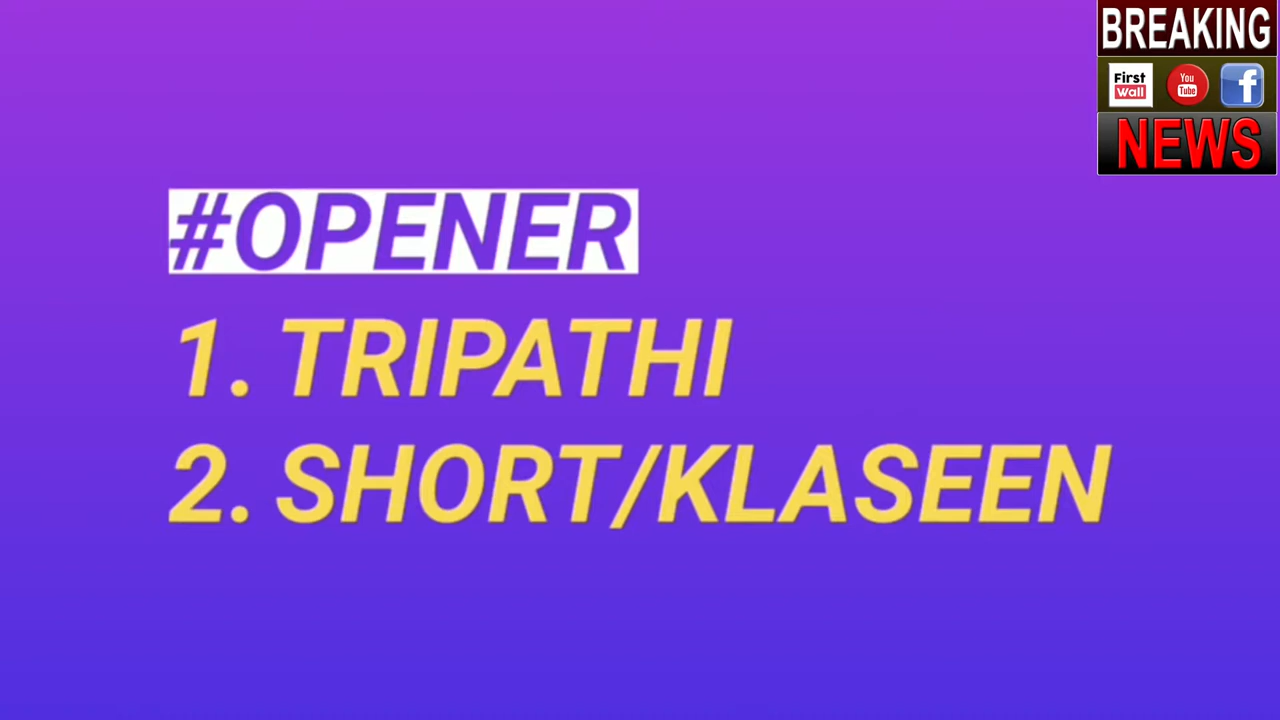 BREAKING
First
Wall
You
Tube
f
NEWS
#OPENER
1. TRIPATHI
2. SHORT/KLASEEN